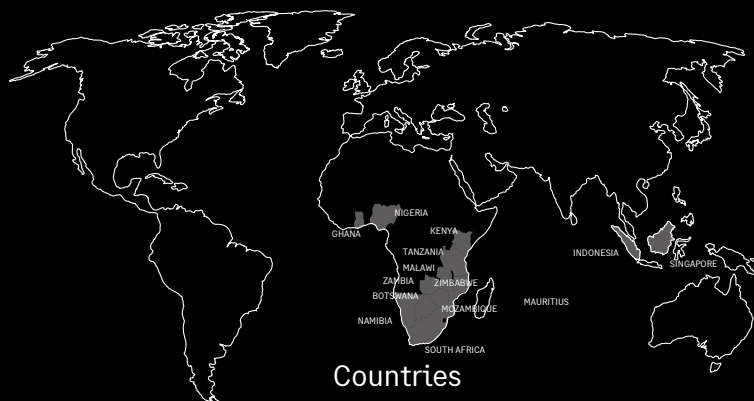 NIGERIA
GHANA
KENYA
TANZANIA
INDONESIA
SINGAPORE
MALAWI
ZAMBIA
ZIMBABWE
BOTSWANA
MAURITIUS
MOZAMBIQUE
NAMIBIA
SOUTH AFRICA
Countries